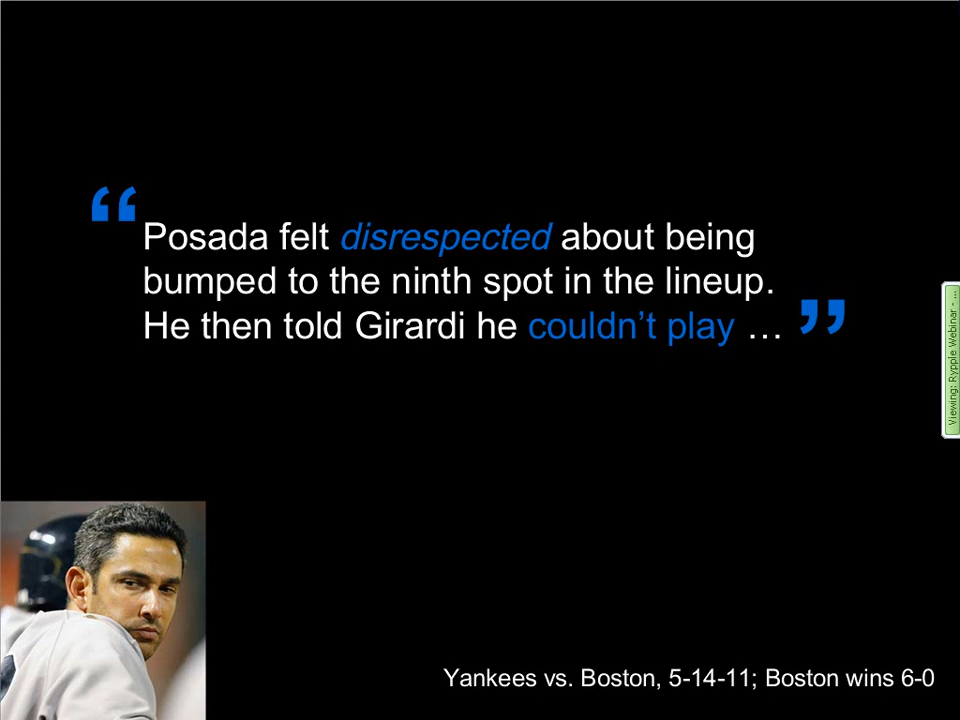 “Posada felt disrespected about being
bumped to the ninth spot in the lineup.
He then told Girardi he couldn’t play …”
Viewing: Rypple Webinar - ...
Yankees vs. Boston, 5-14-11; Boston wins 6-0